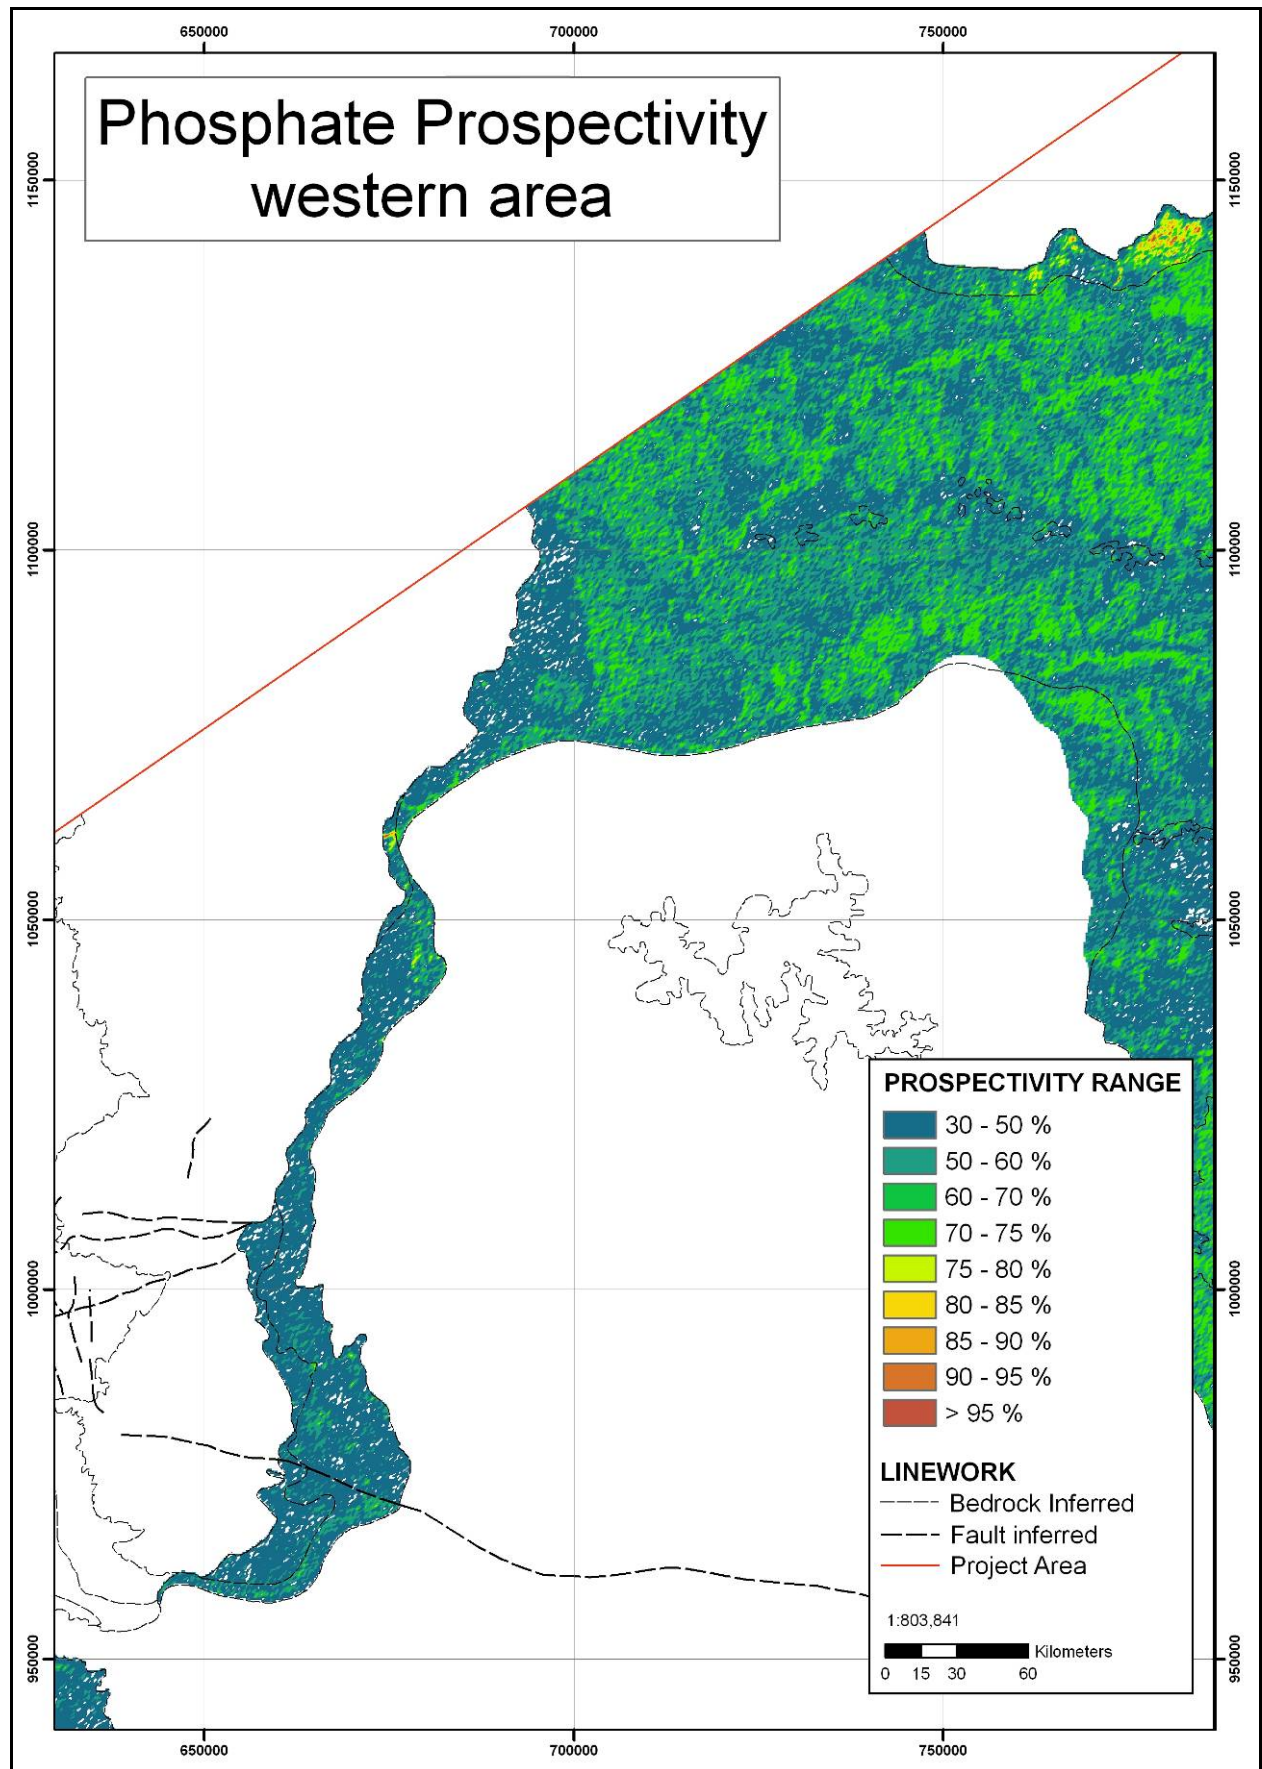 650000 700000 750000
Phosphate Prospectivity
western area
1150000 1150000
1100000 1100000
1050000 1050000
1000000 1000000
950000 950000
PROSPECTIVITY RANGE
30 - 50 %
50 - 60 %
60 - 70 %
70 - 75 %
75 - 80 %
80 - 85 %
85 - 90 %
90 - 95 %
> 95 %
LINEWORK
Bedrock Inferred
Fault inferred
Project Area
1:803,841
Kilometers
0 15 30 60
650000 700000 750000